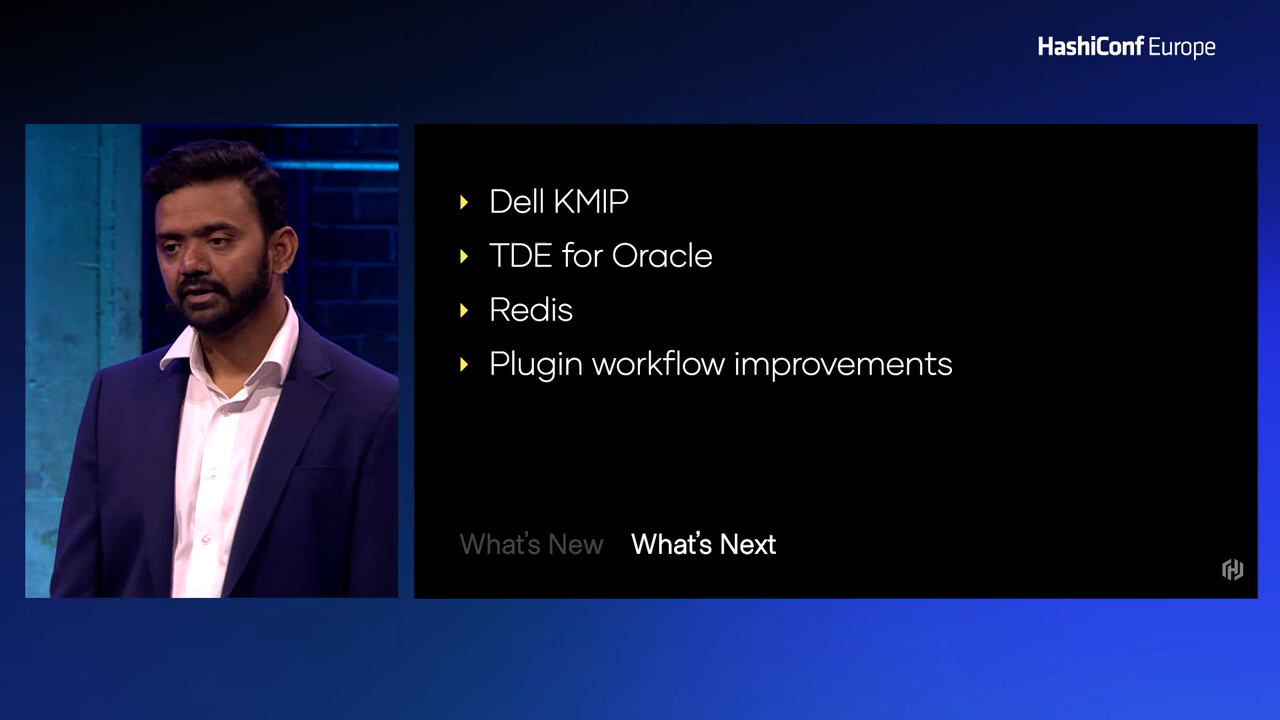 HashiConf Europe
Dell KMIP
TDE for Oracle
Redis
Plugin workflow improvements
What's New What's Next